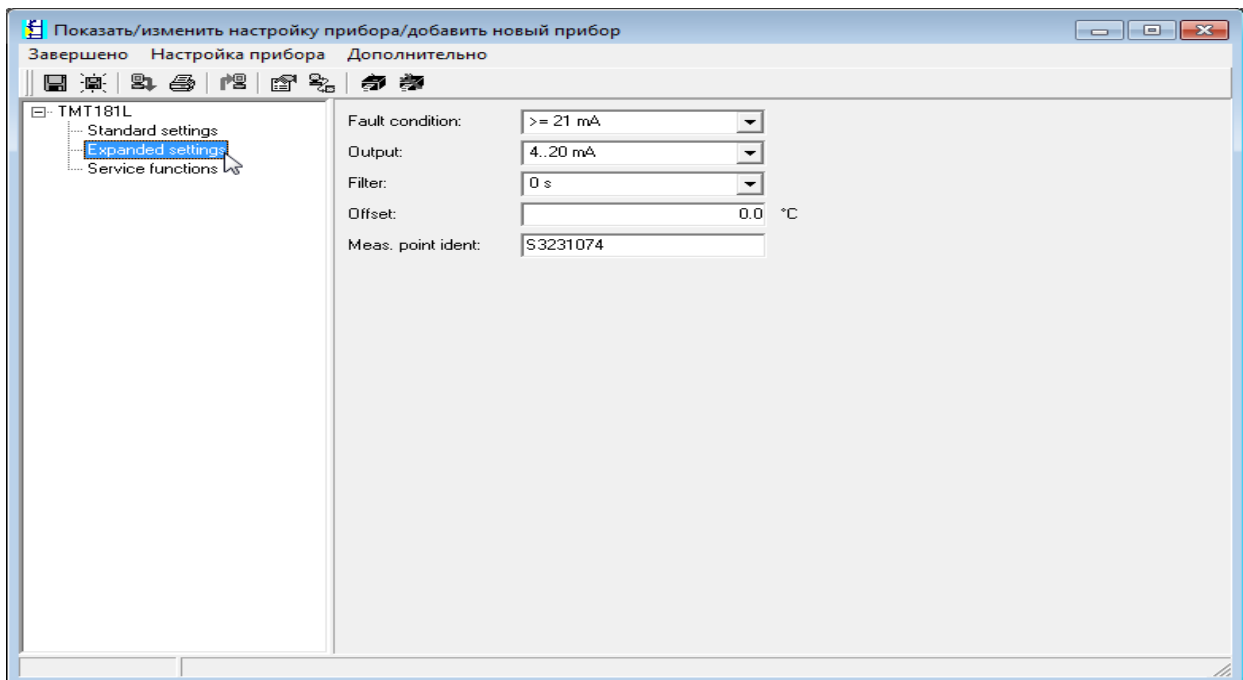 Показать/изменить настройку прибора/добавить новый прибор
Завершено Настройка прибора Дополнительно
TMT181L
Standard settings
Expanded settings
Service functions
Fault condition: >= 21 mA
Output: 4..20 mA
Filter: 0 s
Offset: 0.0 °C
Meas. point ident: S3231074